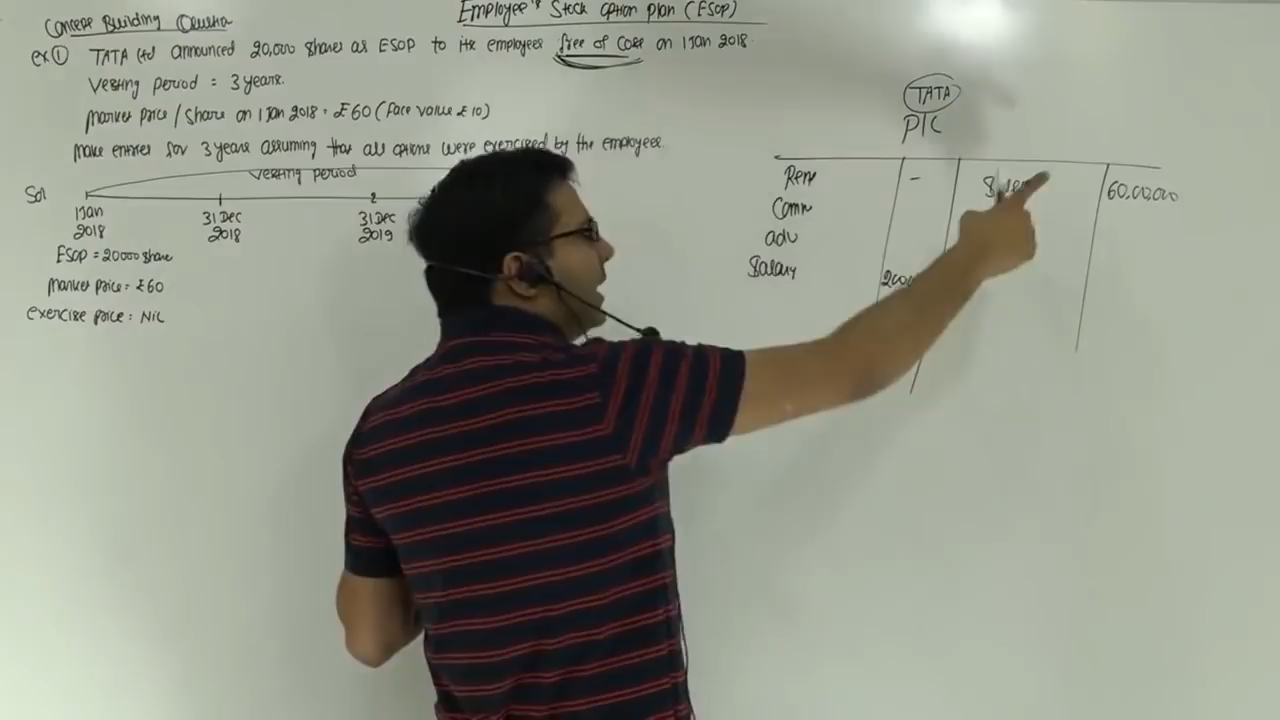 Employee's Stock Option Plan (ESOP)
Concept Building Question
ex ① TATA Ltd announced 20,000 shares as ESOP to its employees free of cost on 1 Jan 2018.
Vesting period = 3 years.
Market price / share on 1 Jan 2018 = ₹60 (face value ₹10)
Make entries for 3 years assuming that all options were exercised by the employees.
Vesting period
Sol
1 Jan 2018
31 Dec 2018
31 Dec 2019
ESOP = 20000 share
Market price = ₹60
exercise price = Nil
TATA
P/L
Rent -
60,00,000
Comm
adv
Salary